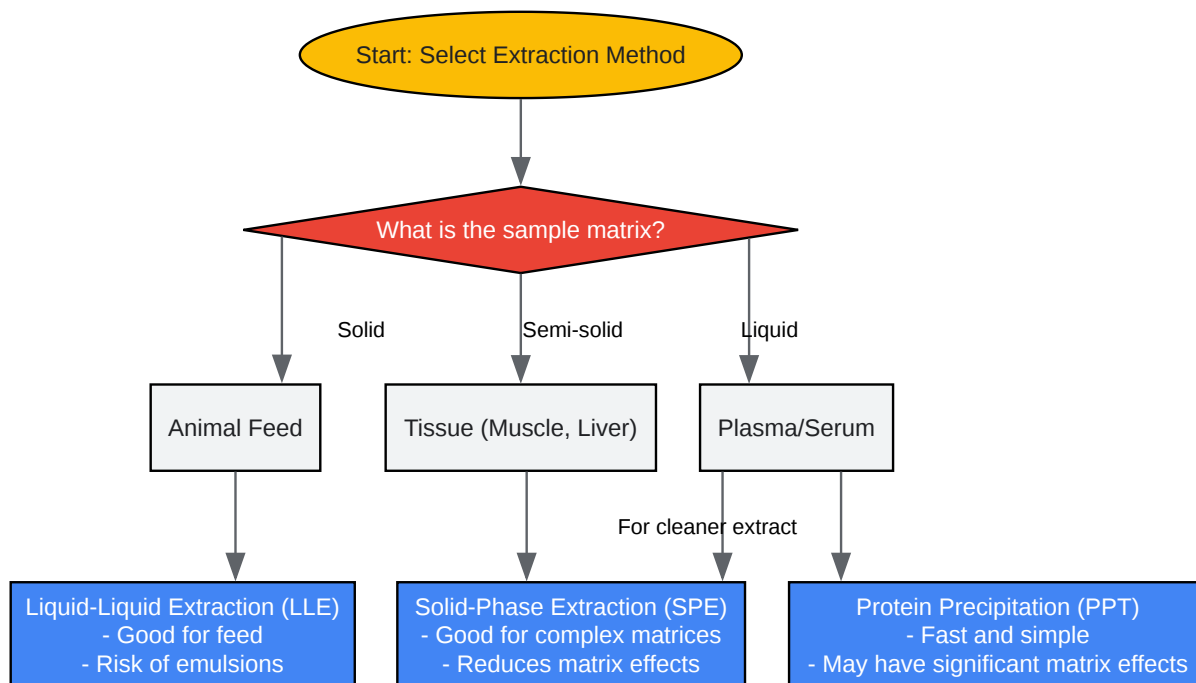 Start: Select Extraction Method
What is the sample matrix?
Solid
Semi-solid
Liquid
Animal Feed
Tissue (Muscle, Liver)
Plasma/Serum
For cleaner extract
Liquid-Liquid Extraction (LLE)
- Good for feed
- Risk of emulsions
Solid-Phase Extraction (SPE)
- Good for complex matrices
- Reduces matrix effects
Protein Precipitation (PPT)
- Fast and simple
- May have significant matrix effects